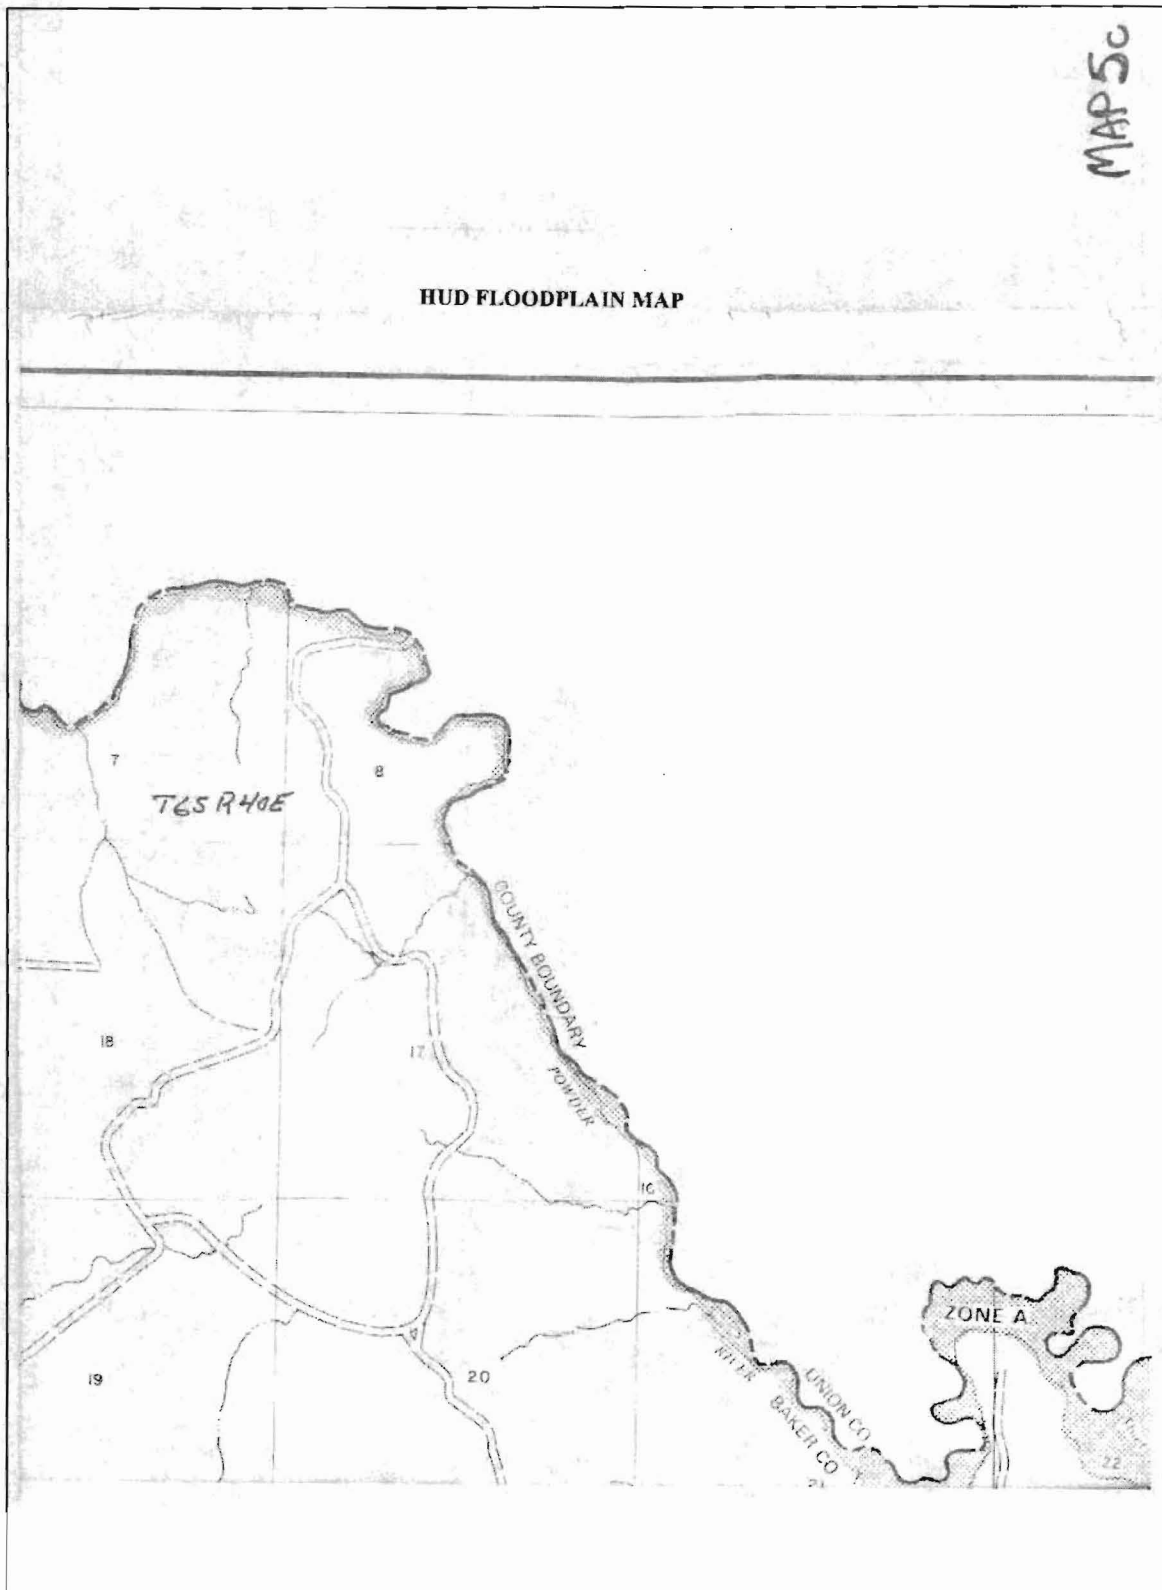 MAP 5c
HUD FLOODPLAIN MAP
7
8
T6S R40E
COUNTY BOUNDARY
18
17
POWDER
16
ZONE A
RIVER
19
20
UNION CO
BAKER CO
22
21